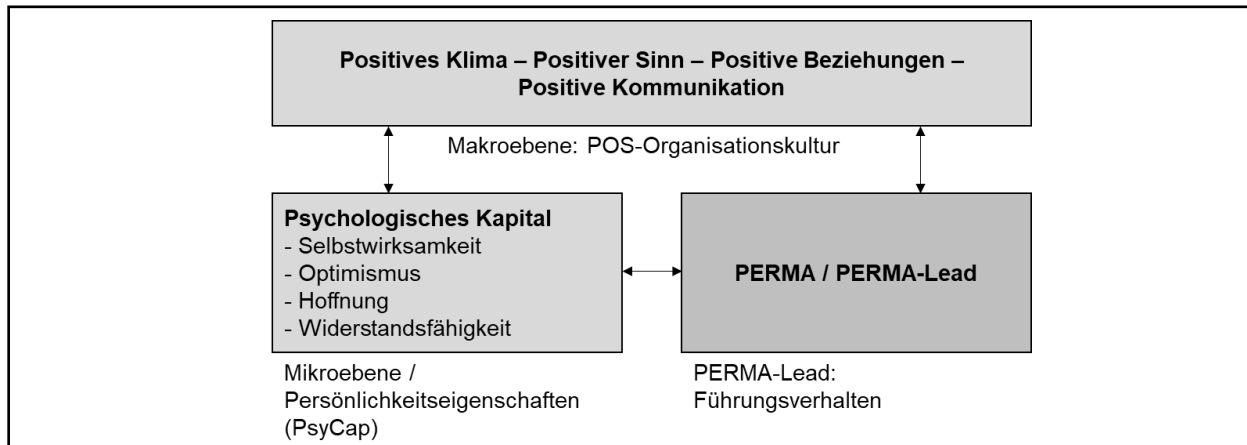 Positives Klima – Positiver Sinn – Positive Beziehungen –
Positive Kommunikation
Makroebene: POS-Organisationskultur
Psychologisches Kapital
- Selbstwirksamkeit
- Optimismus
- Hoffnung
- Widerstandsfähigkeit
PERMA / PERMA-Lead
Mikroebene /
Persönlichkeitseigenschaften
(PsyCap)
PERMA-Lead:
Führungsverhalten